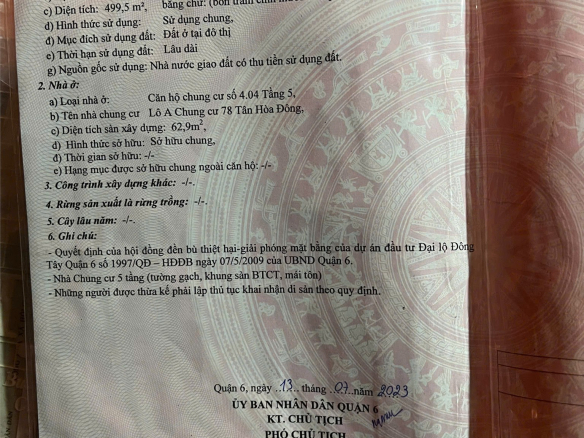 c) Diện tích: 499,5 m², bằng chữ: (bốn trăm chín
d) Hình thức sử dụng: Sử dụng chung,
đ) Mục đích sử dụng đất: Đất ở tại đô thị
e) Thời hạn sử dụng đất: Lâu dài
g) Nguồn gốc sử dụng: Nhà nước giao đất có thu tiền sử dụng đất.
2. Nhà ở:
a) Loại nhà ở: Căn hộ chung cư số 4.04 Tầng 5,
b) Tên nhà chung cư Lô A Chung cư 78 Tân Hòa Đông,
c) Diện tích sàn xây dựng: 62,9m²,
d) Hình thức sở hữu: Sở hữu chung,
đ) Thời gian sở hữu: -/-
e) Hạng mục được sở hữu chung ngoài căn hộ: -/-
3. Công trình xây dựng khác: -/-.
4. Rừng sản xuất là rừng trồng: -/-.
5. Cây lâu năm: -/-.
6. Ghi chú:
- Quyết định của hội đồng đền bù thiệt hại-giải phóng mặt bằng của dự án đầu tư Đại lộ Đông
Tây Quận 6 số 1997/QĐ – HĐĐB ngày 07/5/2009 của UBND Quận 6.
- Nhà Chung cư 5 tầng (tường gạch, khung sàn BTCT, mái tôn)
- Những người được thừa kế phải lập thủ tục khai nhận di sản theo quy định.
Quận 6, ngày ..13.., tháng ..07..năm 2023
ỦY BAN NHÂN DÂN QUẬN 6
KT. CHỦ TỊCH
PHÓ CHỦ TỊCH